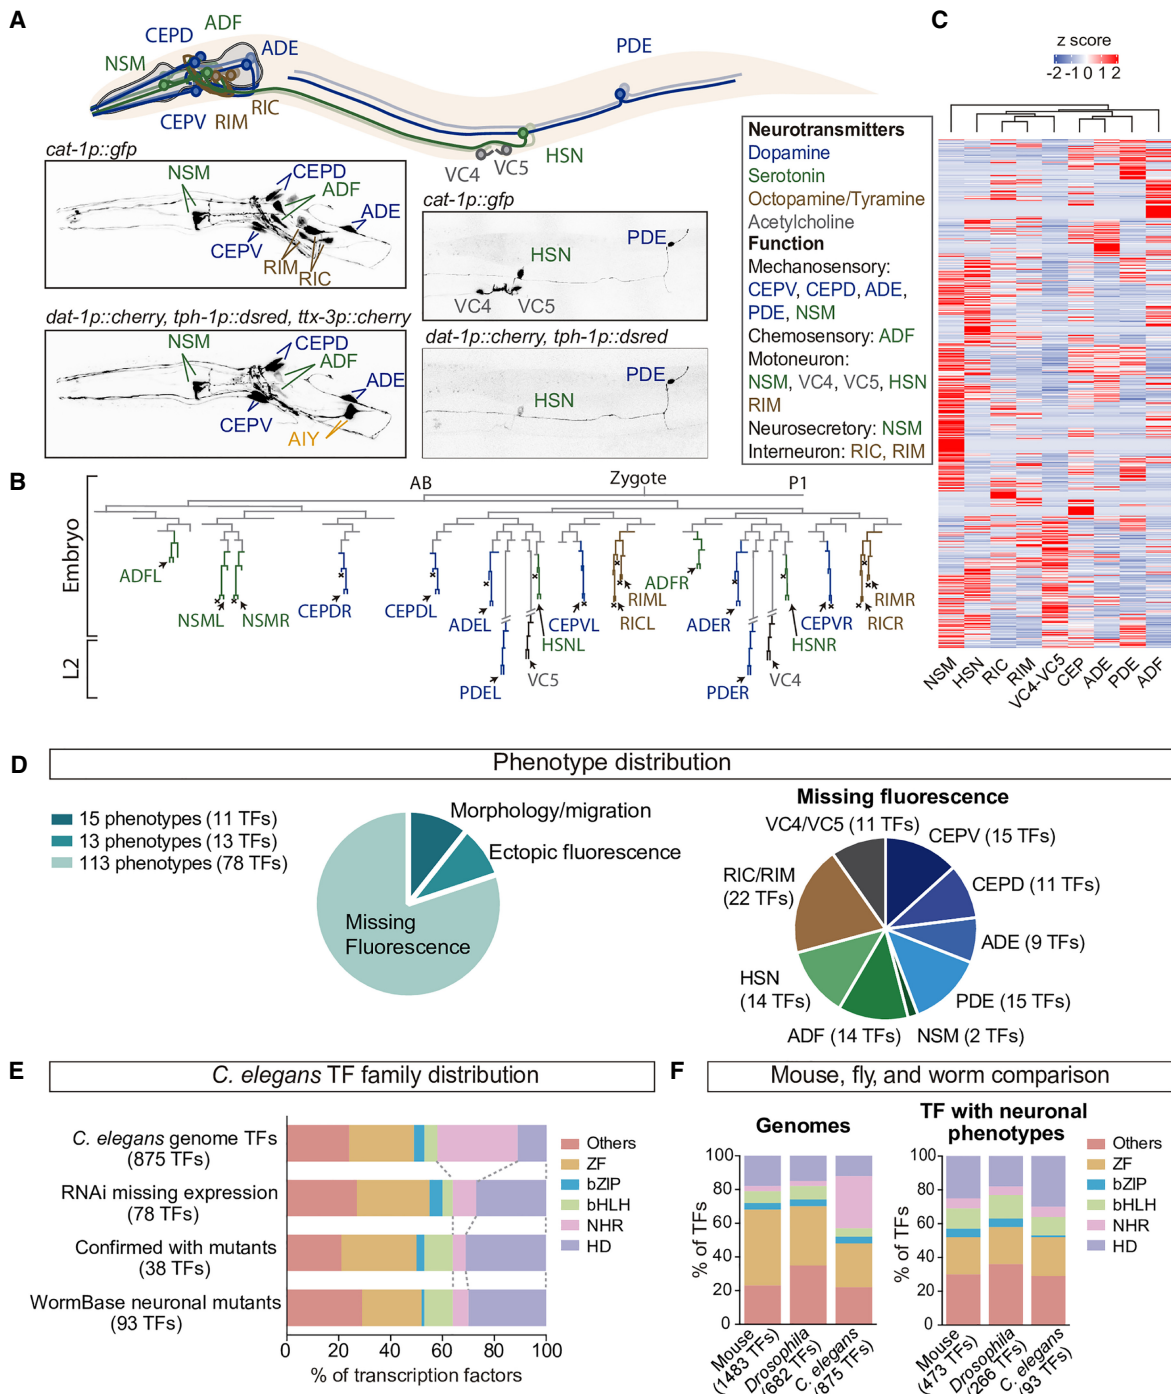 A
CEPD
ADF
NSM
ADE
PDE
CEPV
RIM
RIC
VC4
VC5
HSN
cat-1p::gfp
NSM
CEPD
ADF
ADE
CEPV
RIM
RIC
cat-1p::gfp
PDE
HSN
VC4
VC5
dat-1p::cherry, tph-1p::dsred, ttx-3p::cherry
NSM
CEPD
ADF
ADE
CEPV
AIY
dat-1p::cherry, tph-1p::dsred
PDE
HSN
Neurotransmitters
Dopamine
Serotonin
Octopamine/Tyramine
Acetylcholine
Function
Mechanosensory:
CEPV, CEPD, ADE,
PDE, NSM
Chemosensory: ADF
Motoneuron:
NSM, VC4, VC5, HSN
RIM
Neurosecretory: NSM
Interneuron: RIC, RIM
C
z score
-2 -1 0 1 2
NSM
HSN
RIC
RIM
VC4-VC5
CEP
ADE
PDE
ADF
B
Embryo
L2
AB
Zygote
P1
ADFL
NSML
NSMR
CEPDR
CEPDL
ADEL
PDEL
HSNL
VC5
CEPVL
RIML
RICL
ADFR
ADER
PDER
HSNR
VC4
CEPVR
RIMR
RICR
D
Phenotype distribution
15 phenotypes (11 TFs)
13 phenotypes (13 TFs)
113 phenotypes (78 TFs)
Morphology/migration
Ectopic fluorescence
Missing
Fluorescence
Missing fluorescence
VC4/VC5 (11 TFs)
CEPV (15 TFs)
RIC/RIM
(22 TFs)
CEPD (11 TFs)
ADE (9 TFs)
HSN
(14 TFs)
PDE (15 TFs)
ADF (14 TFs)
NSM (2 TFs)
E
C. elegans TF family distribution
C. elegans genome TFs
(875 TFs)
RNAi missing expression
(78 TFs)
Confirmed with mutants
(38 TFs)
WormBase neuronal mutants
(93 TFs)
0 20 40 60 80 100
% of transcription factors
Others
ZF
bZIP
bHLH
NHR
HD
F
Mouse, fly, and worm comparison
Genomes
% of TFs
100
80
60
40
20
0
Mouse
(1483 TFs)
Drosophila
(682 TFs)
C. elegans
(875 TFs)
TF with neuronal
phenotypes
% of TFs
100
80
60
40
20
0
Mouse
(473 TFs)
Drosophila
(266 TFs)
C. elegans
(93 TFs)
Others
ZF
bZIP
bHLH
NHR
HD